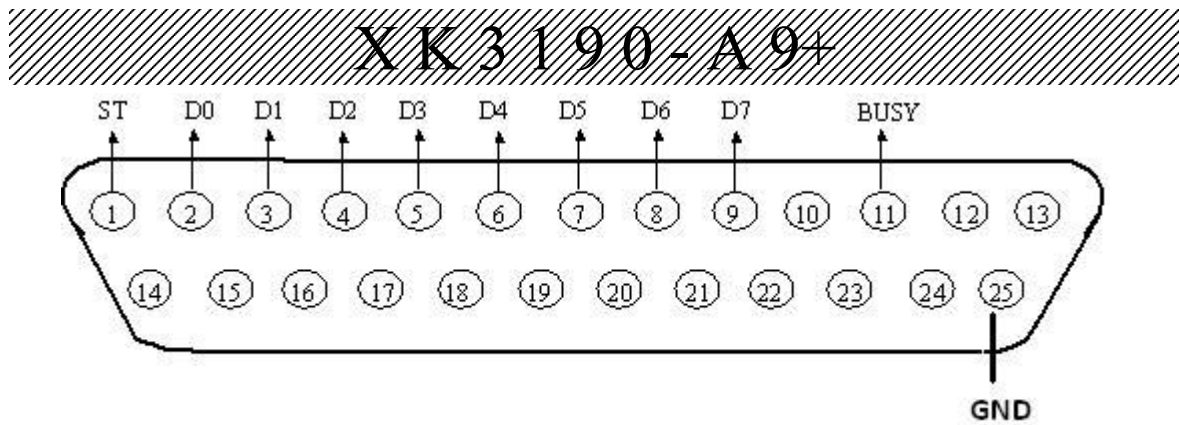 XK3190-A9+
ST D0 D1 D2 D3 D4 D5 D6 D7 BUSY
1 2 3 4 5 6 7 8 9 10 11 12 13
14 15 16 17 18 19 20 21 22 23 24 25
GND